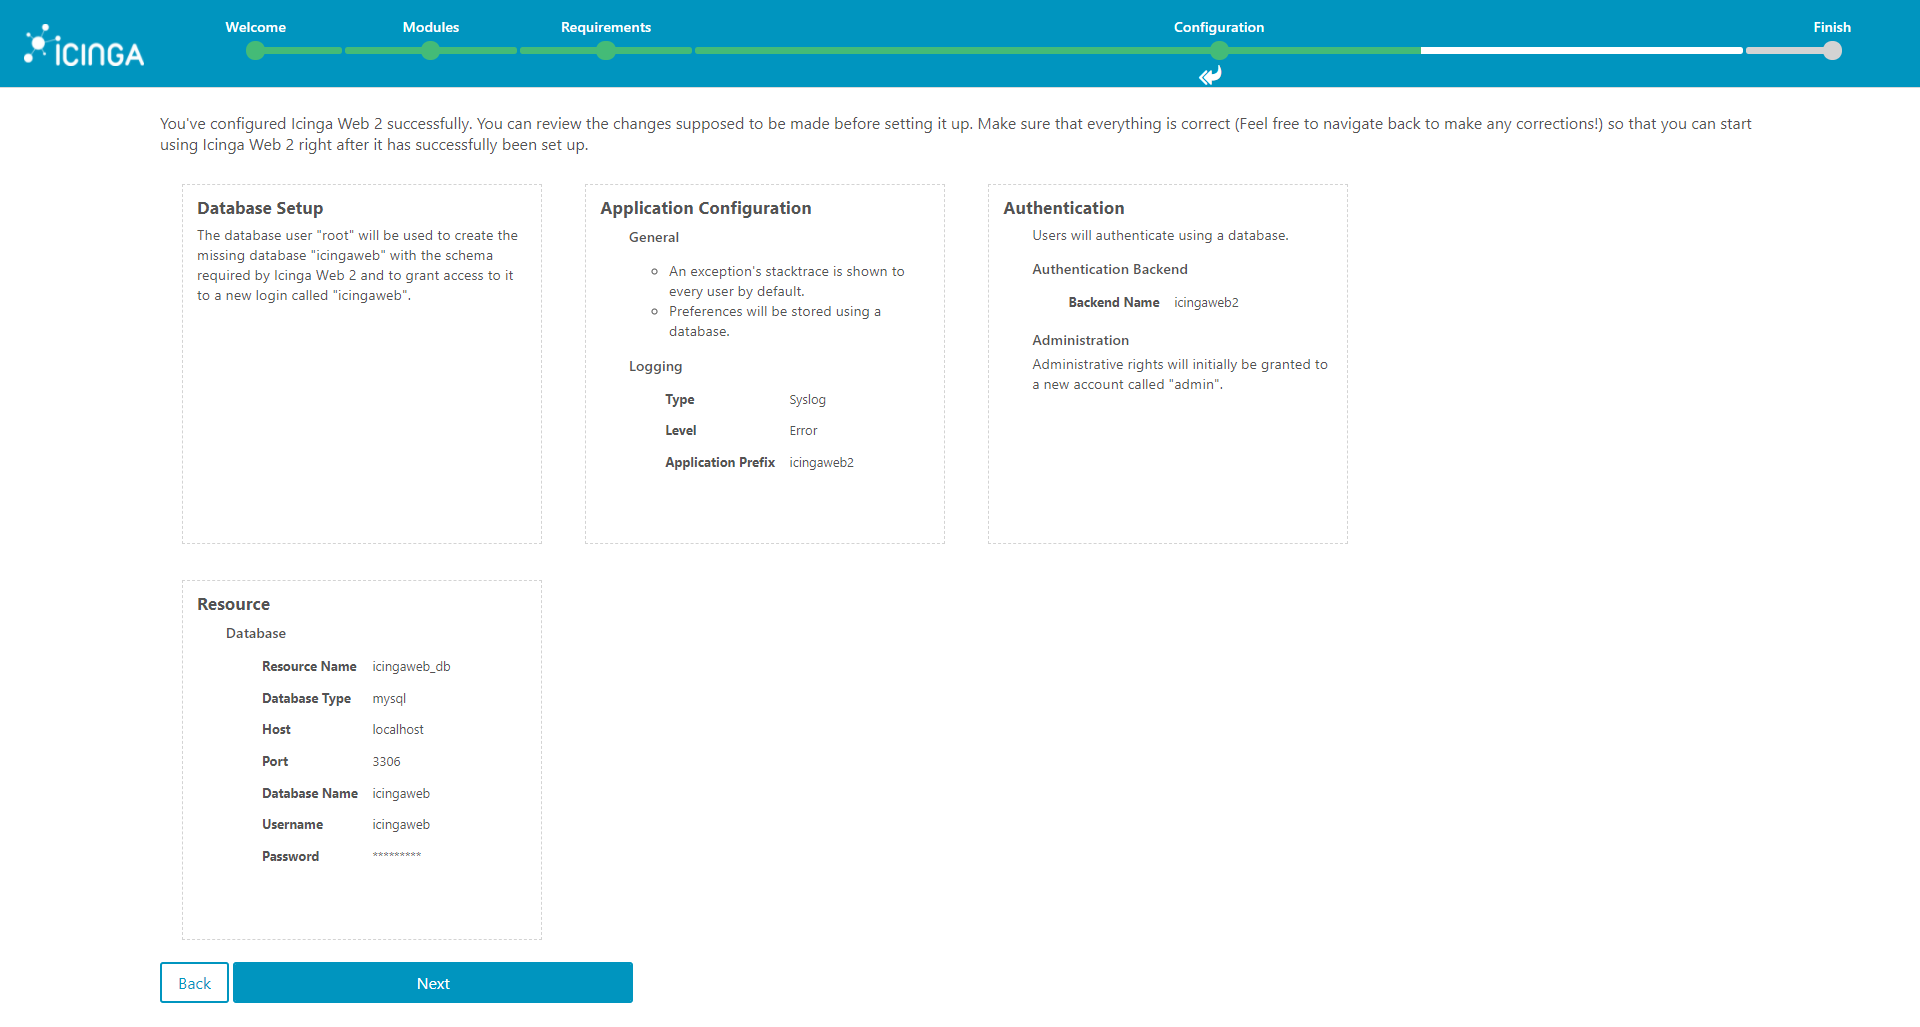 Welcome
Modules
Requirements
Configuration
Finish
ICINGA
You've configured Icinga Web 2 successfully. You can review the changes supposed to be made before setting it up. Make sure that everything is correct (Feel free to navigate back to make any corrections!) so that you can start
using Icinga Web 2 right after it has successfully been set up.
Database Setup
The database user "root" will be used to create the
missing database "icingaweb" with the schema
required by Icinga Web 2 and to grant access to it
to a new login called "icingaweb".
Application Configuration
General
An exception's stacktrace is shown to
every user by default.
Preferences will be stored using a
database.
Logging
Type Syslog
Level Error
Application Prefix icingaweb2
Authentication
Users will authenticate using a database.
Authentication Backend
Backend Name icingaweb2
Administration
Administrative rights will initially be granted to
a new account called "admin".
Resource
Database
Resource Name icingaweb_db
Database Type mysql
Host localhost
Port 3306
Database Name icingaweb
Username icingaweb
Password *********
Back
Next